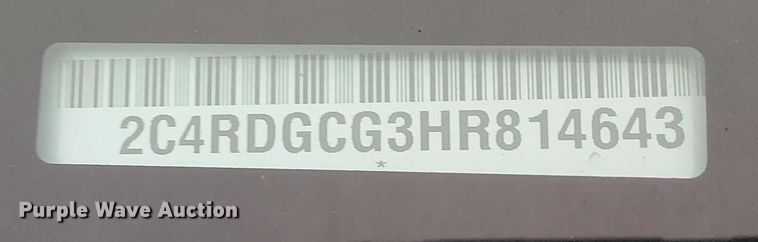 2C4RDGCG3HR814643
*
Purple Wave Auction